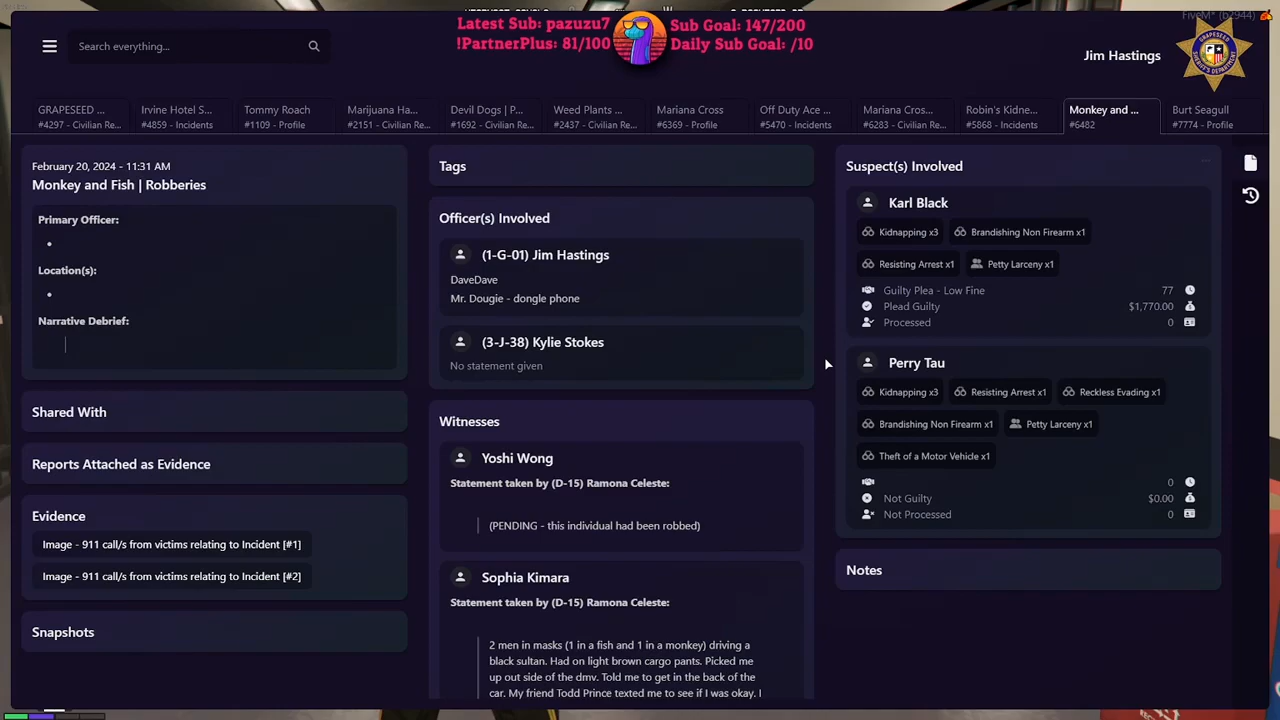 FiveM* (b2944)
Latest Sub: pazuzu7
Sub Goal: 147/200
!PartnerPlus: 81/100
Daily Sub Goal: /10
Search everything...
Jim Hastings
GRAPESEED ...
#4297 - Civilian Re...
Irvine Hotel S...
#4859 - Incidents
Tommy Roach
#1109 - Profile
Marijuana Ha...
#2151 - Civilian Re...
Devil Dogs | P...
#1692 - Civilian Re...
Weed Plants ...
#2437 - Civilian Re...
Mariana Cross
#6369 - Profile
Off Duty Ace ...
#5470 - Incidents
Mariana Cros...
#6283 - Civilian Re...
Robin's Kidne...
#5868 - Incidents
Monkey and ...
#6482
Burt Seagull
#7774 - Profile
February 20, 2024 - 11:31 AM
Monkey and Fish | Robberies
Primary Officer:
Location(s):
Narrative Debrief:
Shared With
Reports Attached as Evidence
Evidence
Image - 911 call/s from victims relating to Incident [#1]
Image - 911 call/s from victims relating to Incident [#2]
Snapshots
Tags
Officer(s) Involved
(1-G-01) Jim Hastings
DaveDave
Mr. Dougie - dongle phone
(3-J-38) Kylie Stokes
No statement given
Witnesses
Yoshi Wong
Statement taken by (D-15) Ramona Celeste:
(PENDING - this individual had been robbed)
Sophia Kimara
Statement taken by (D-15) Ramona Celeste:
2 men in masks (1 in a fish and 1 in a monkey) driving a
black sultan. Had on light brown cargo pants. Picked me
up out side of the dmv. Told me to get in the back of the
car. My friend Todd Prince texted me to see if I was okay. I
Suspect(s) Involved
Karl Black
Kidnapping x3
Brandishing Non Firearm x1
Resisting Arrest x1
Petty Larceny x1
Guilty Plea - Low Fine 77
Plead Guilty $1,770.00
Processed 0
Perry Tau
Kidnapping x3
Resisting Arrest x1
Reckless Evading x1
Brandishing Non Firearm x1
Petty Larceny x1
Theft of a Motor Vehicle x1
0
Not Guilty $0.00
Not Processed 0
Notes